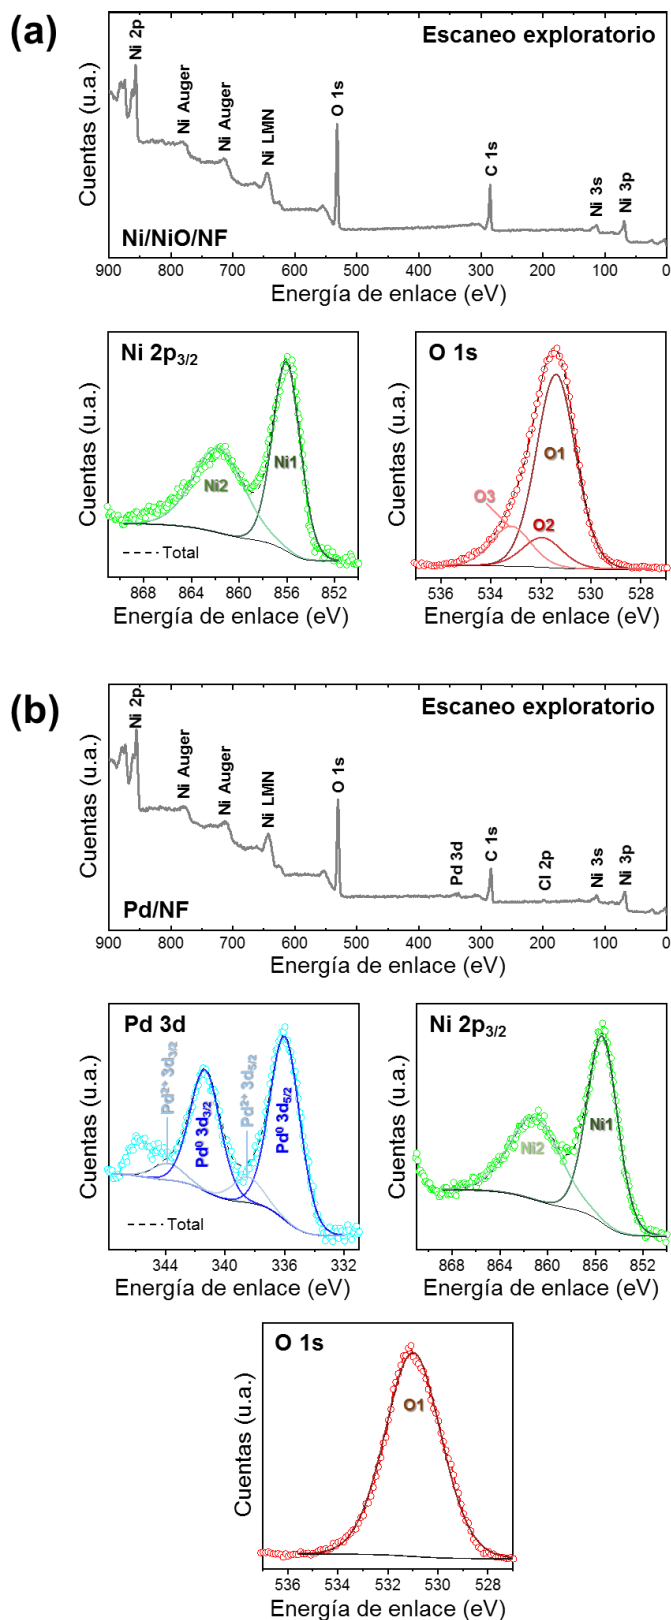 (a)
Escaneo exploratorio
Ni 2p
Ni Auger
Ni Auger
Ni LMN
O 1s
C 1s
Ni 3s
Ni 3p
Cuentas (u.a.)
Ni/NiO/NF
900 800 700 600 500 400 300 200 100 0
Energía de enlace (eV)
Ni 2p3/2
Cuentas (u.a.)
Ni2
Ni1
Total
868 864 860 856 852
Energía de enlace (eV)
O 1s
Cuentas (u.a.)
O1
O3
O2
536 534 532 530 528
Energía de enlace (eV)
(b)
Escaneo exploratorio
Ni 2p
Ni Auger
Ni Auger
Ni LMN
O 1s
Pd 3d
C 1s
Cl 2p
Ni 3s
Ni 3p
Cuentas (u.a.)
Pd/NF
900 800 700 600 500 400 300 200 100 0
Energía de enlace (eV)
Pd 3d
Cuentas (u.a.)
Pd2+ 3d3/2
Pd0 3d3/2
Pd2+ 3d5/2
Pd0 3d5/2
Total
344 340 336 332
Energía de enlace (eV)
Ni 2p3/2
Cuentas (u.a.)
Ni2
Ni1
868 864 860 856 852
Energía de enlace (eV)
O 1s
Cuentas (u.a.)
O1
536 534 532 530 528
Energía de enlace (eV)